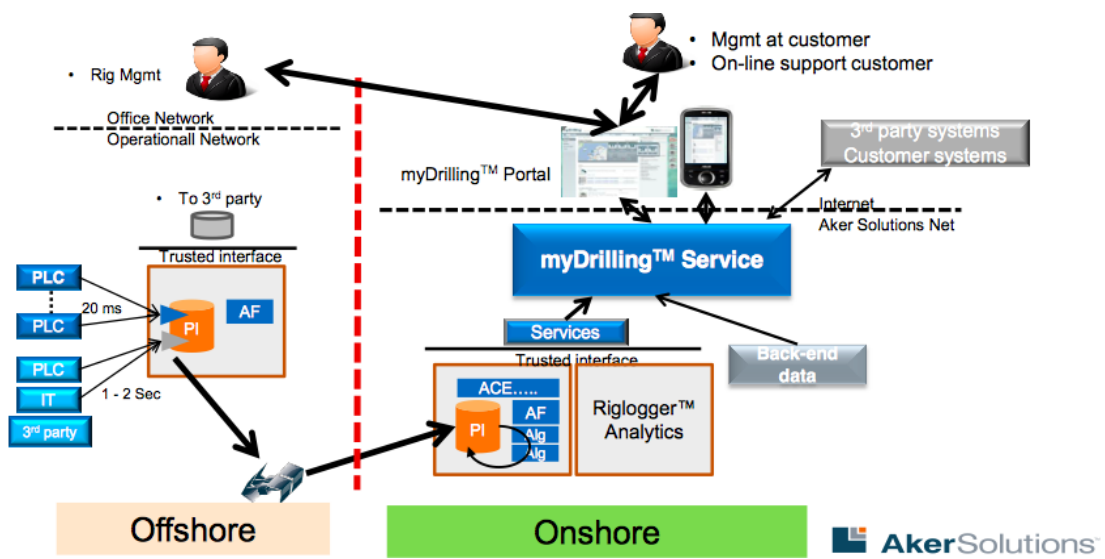 • Rig Mgmt
Office Network
Operationall Network
• To 3rd party
Trusted interface
PLC
20 ms
PLC
PLC
IT
1 - 2 Sec
3rd party
PI
AF
Offshore
• Mgmt at customer
• On-line support customer
myDrilling™ Portal
3rd party systems
Customer systems
Internet
Aker Solutions Net
myDrilling™ Service
Services
Trusted interface
Back-end
data
ACE.....
PI
AF
Alg
Alg
Riglogger™
Analytics
Onshore
AkerSolutions™